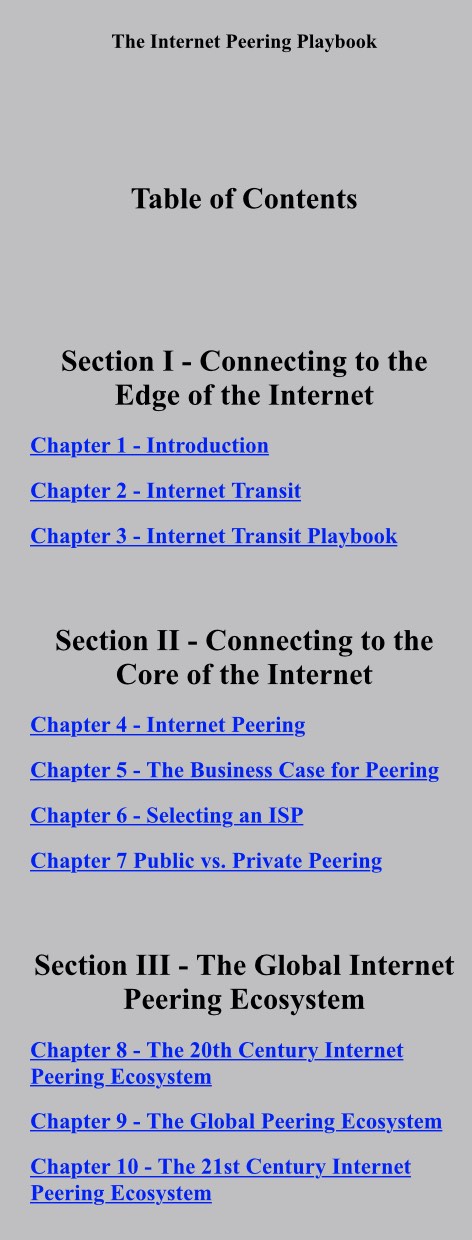 The Internet Peering Playbook
Table of Contents
Section I - Connecting to the
Edge of the Internet
Chapter 1 - Introduction
Chapter 2 - Internet Transit
Chapter 3 - Internet Transit Playbook
Section II - Connecting to the
Core of the Internet
Chapter 4 - Internet Peering
Chapter 5 - The Business Case for Peering
Chapter 6 - Selecting an ISP
Chapter 7 Public vs. Private Peering
Section III - The Global Internet
Peering Ecosystem
Chapter 8 - The 20th Century Internet
Peering Ecosystem
Chapter 9 - The Global Peering Ecosystem
Chapter 10 - The 21st Century Internet
Peering Ecosystem